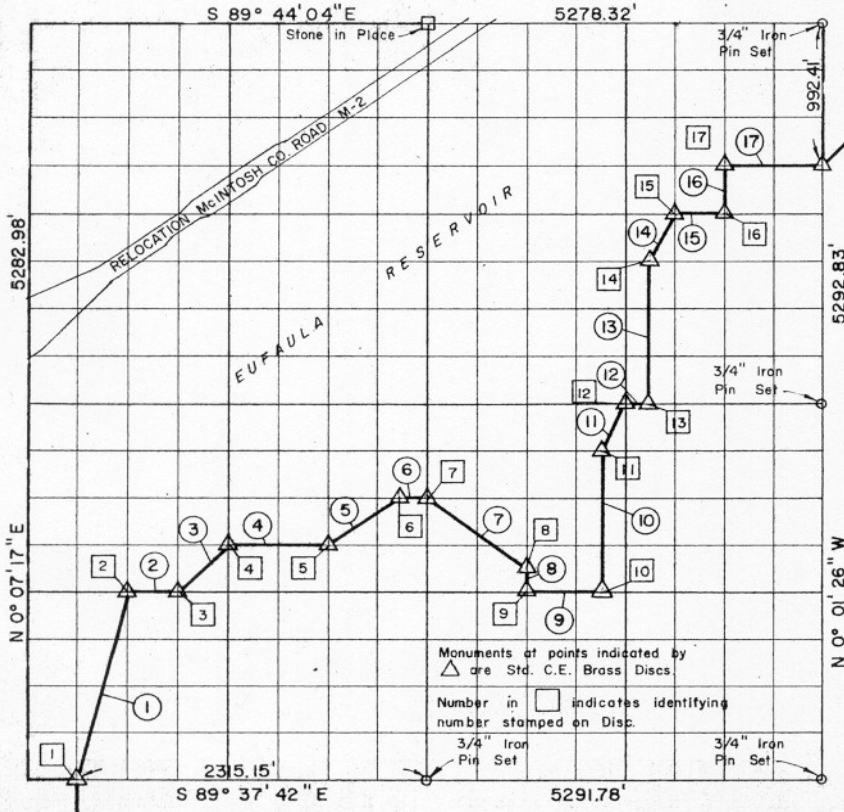 S 89° 44' 04" E
5278.32'
Stone in Place
3/4" Iron
Pin Set
992.41'
RELOCATION McINTOSH CO. ROAD M-2
17
17
16
15
15
16
14
14
5282.98'
EUFAULA RESERVOIR
5292.83'
13
3/4" Iron
Pin Set
12
12
13
11
11
6
7
6
5
7
10
3
4
4
5
8
8
2
2
3
9
9
10
N 0° 07' 17" E
N 0° 01' 26" W
Monuments at points indicated by
△ are Std. C.E. Brass Discs.
1
Number in □ indicates identifying
number stamped on Disc.
1
3/4" Iron
Pin Set
3/4" Iron
Pin Set
2315.15'
S 89° 37' 42" E
5291.78'